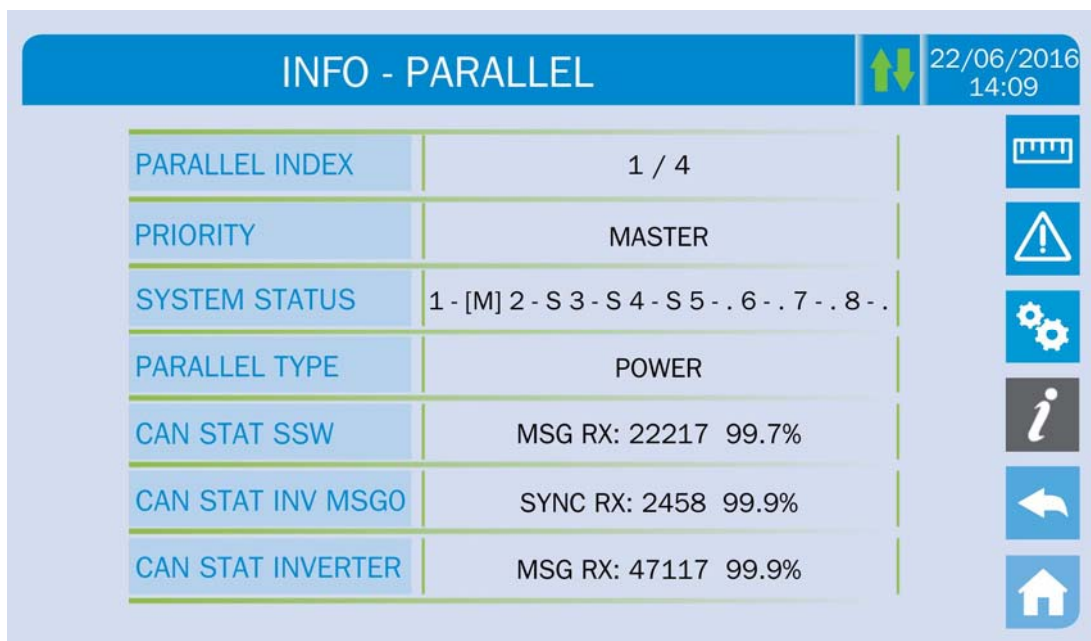 INFO - PARALLEL
22/06/2016
14:09
PARALLEL INDEX 1 / 4
PRIORITY MASTER
SYSTEM STATUS 1 - [M] 2 - S 3 - S 4 - S 5 - . 6 - . 7 - . 8 - .
PARALLEL TYPE POWER
CAN STAT SSW MSG RX: 22217 99.7%
CAN STAT INV MSG0 SYNC RX: 2458 99.9%
CAN STAT INVERTER MSG RX: 47117 99.9%
i